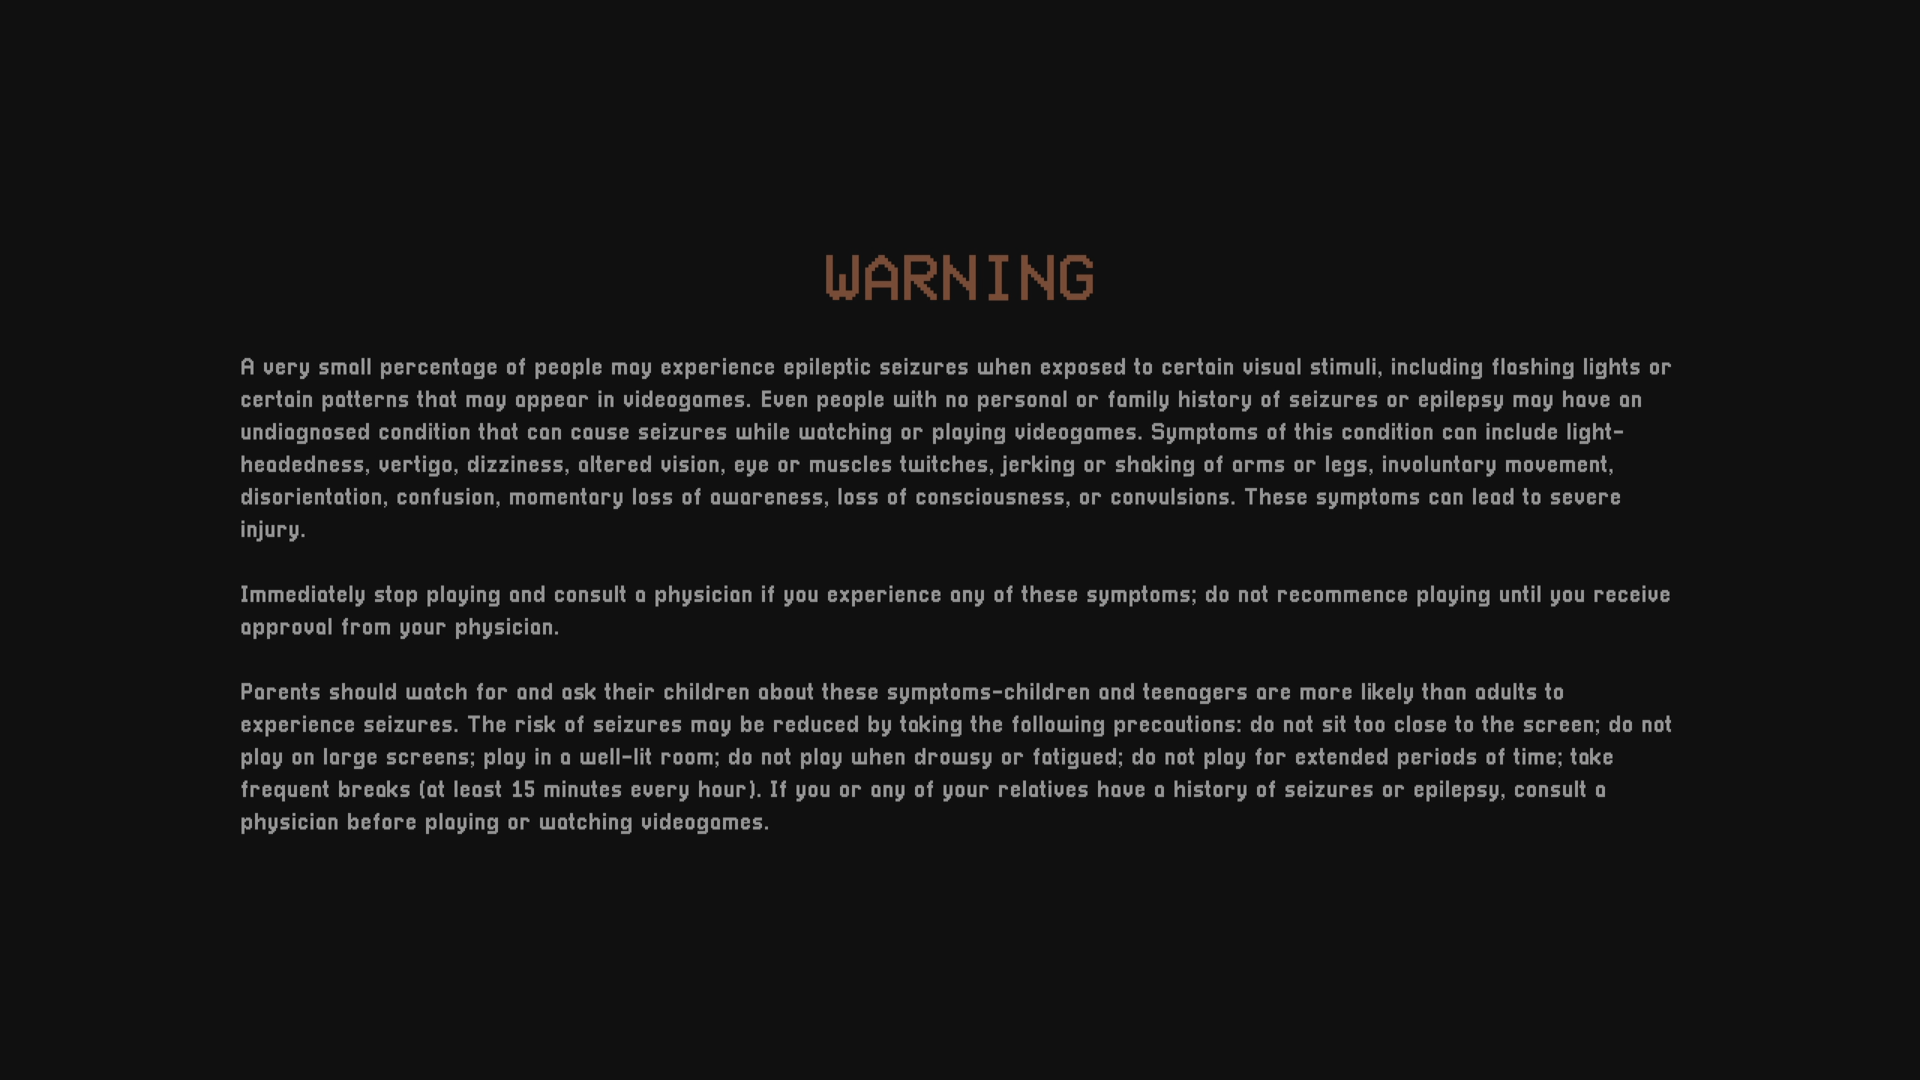 WARNING
A very small percentage of people may experience epileptic seizures when exposed to certain visual stimuli, including flashing lights or
certain patterns that may appear in videogames. Even people with no personal or family history of seizures or epilepsy may have an
undiagnosed condition that can cause seizures while watching or playing videogames. Symptoms of this condition can include light-
headedness, vertigo, dizziness, altered vision, eye or muscles twitches, jerking or shaking of arms or legs, involuntary movement,
disorientation, confusion, momentary loss of awareness, loss of consciousness, or convulsions. These symptoms can lead to severe
injury.
Immediately stop playing and consult a physician if you experience any of these symptoms; do not recommence playing until you receive
approval from your physician.
Parents should watch for and ask their children about these symptoms-children and teenagers are more likely than adults to
experience seizures. The risk of seizures may be reduced by taking the following precautions: do not sit too close to the screen; do not
play on large screens; play in a well-lit room; do not play when drowsy or fatigued; do not play for extended periods of time; take
frequent breaks (at least 15 minutes every hour). If you or any of your relatives have a history of seizures or epilepsy, consult a
physician before playing or watching videogames.